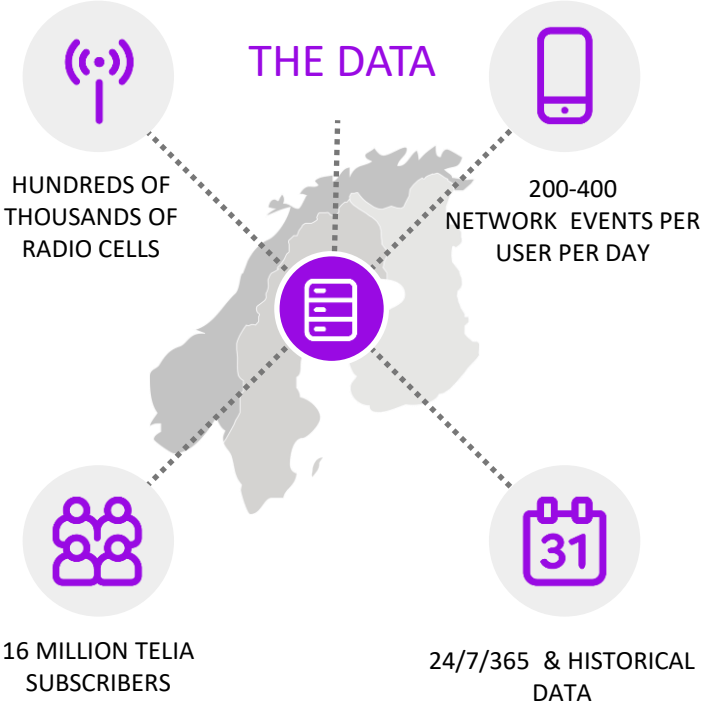 THE DATA
HUNDREDS OF
THOUSANDS OF
RADIO CELLS
200-400
NETWORK EVENTS PER
USER PER DAY
31
16 MILLION TELIA
SUBSCRIBERS
24/7/365 & HISTORICAL
DATA